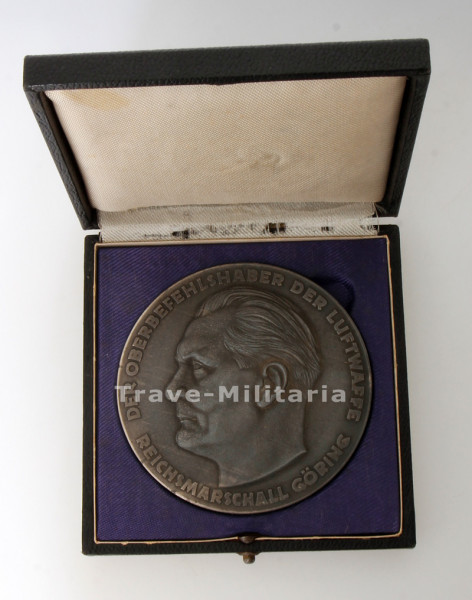 DER OBERBEFEHLSHABER DER LUFTWAFFE
Trave-Militaria
REICHSMARSCHALL GÖRING